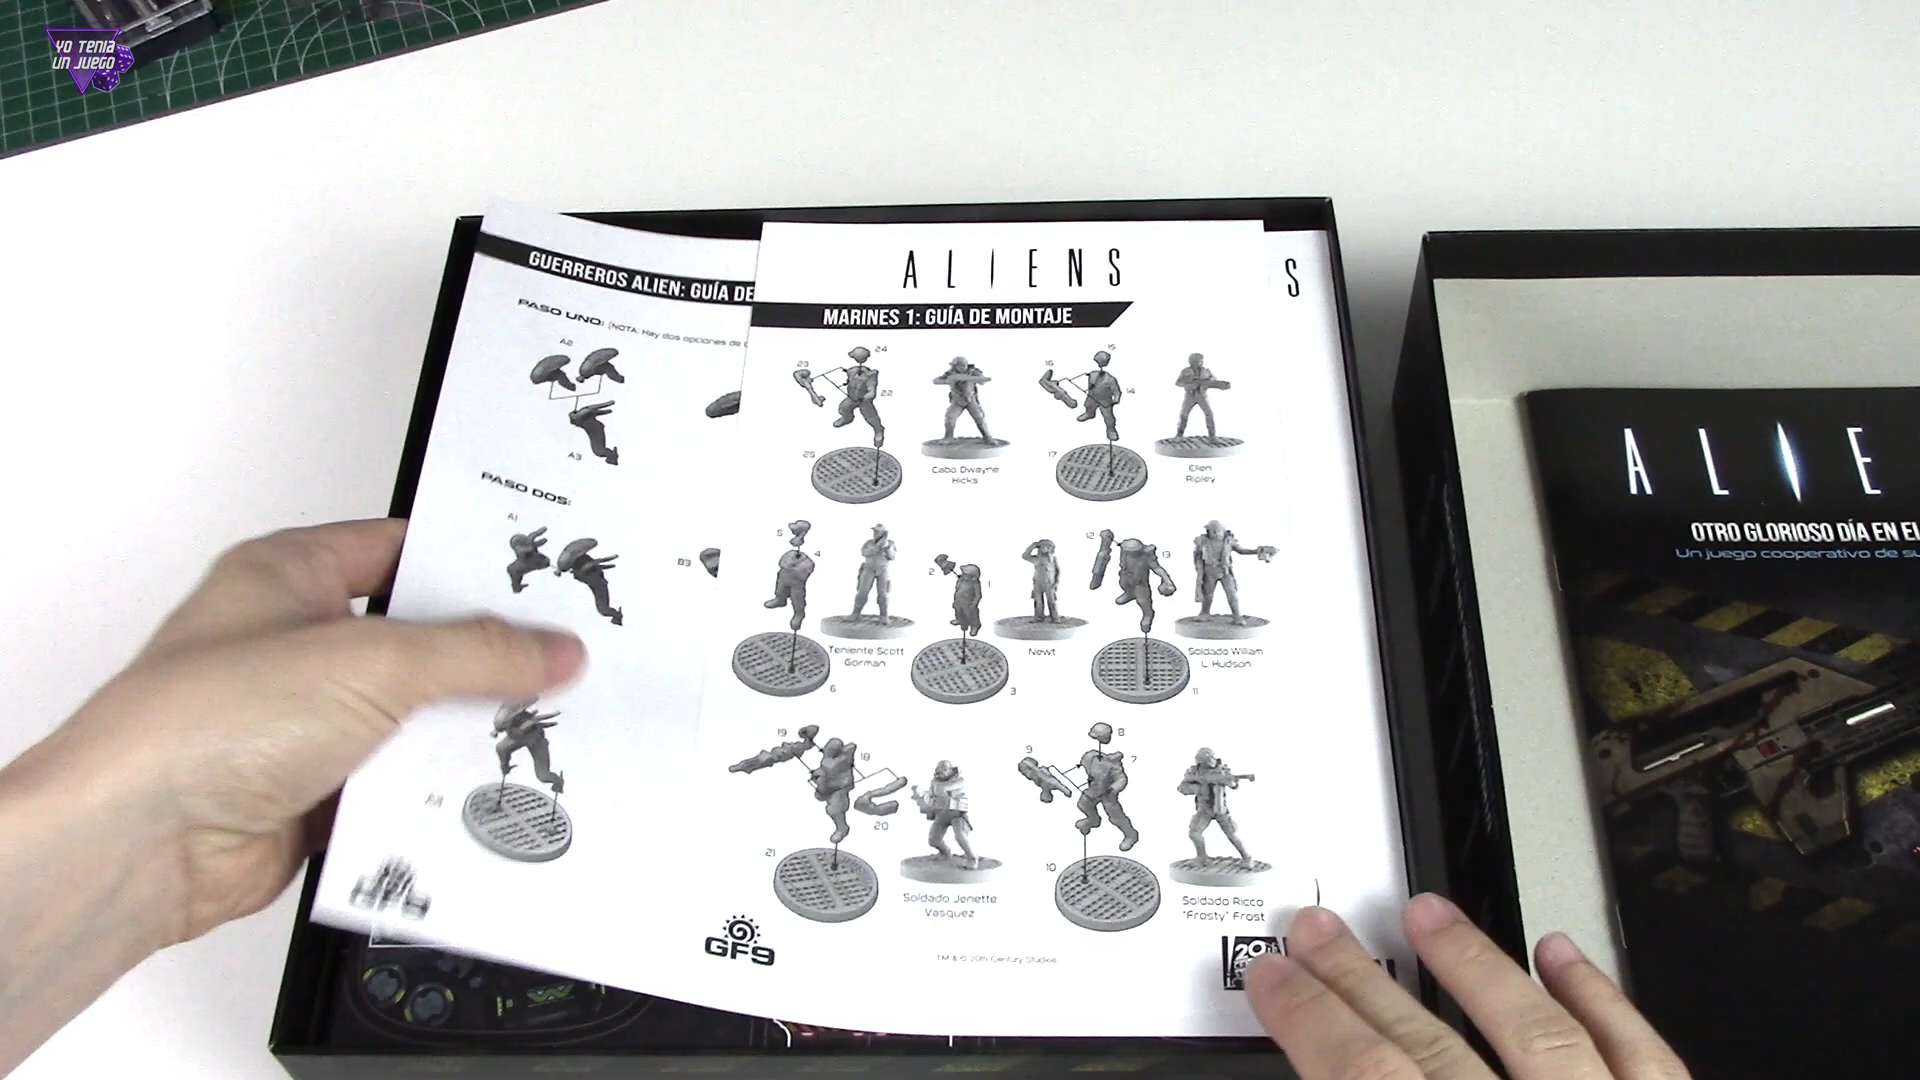 YO TENIA
UN JUEGO
GUERREROS ALIEN: GUÍA DE
PASO UNO: (NOTA: Hay dos opciones de
A2
A3
PASO DOS:
A1
B3
ALIENS
MARINES 1: GUÍA DE MONTAJE
24
23
22
25
Cabo Dwayne
Hicks
15
16
14
17
Ellen
Ripley
5
4
6
Teniente Scott
Gorman
2
1
3
Newt
12
13
11
Soldado William
L. Hudson
19
18
20
21
Soldado Jenette
Vasquez
8
9
7
10
Soldado Ricco
"Frosty" Frost
GF9
TM & © 20th Century Studios
20th
S
ALIE
OTRO GLORIOSO DÍA EN EL
Un juego cooperativo de su